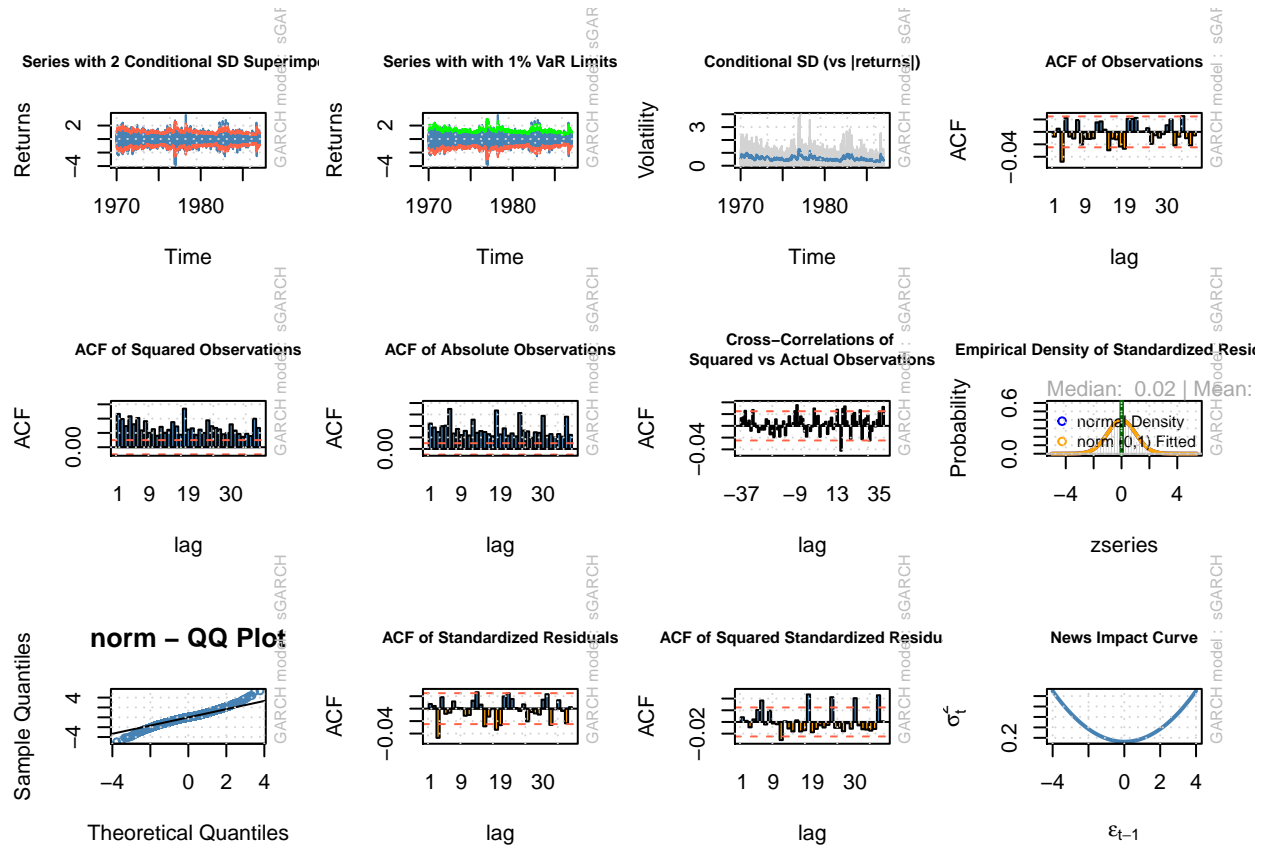 Series with 2 Conditional SD Superimp
Returns
2
−4
1970 1980
Time
GARCH model : sGAR
Series with with 1% VaR Limits
Returns
2
−4
1970 1980
Time
GARCH model : sGAR
Conditional SD (vs |returns|)
Volatility
3
0
1970 1980
Time
GARCH model : sGAR
ACF of Observations
ACF
−0.04
1 9 19 30
lag
GARCH model : sGAR
ACF of Squared Observations
ACF
0.00
1 9 19 30
lag
GARCH model : sGARCH
ACF of Absolute Observations
ACF
0.00
1 9 19 30
lag
GARCH model : sGARCH
Cross−Correlations of
Squared vs Actual Observations
ACF
−0.04
−37 −9 13 35
lag
GARCH model : sGARCH
Empirical Density of Standardized Resid
Median: 0.02 | Mean:
Probability
0.6
0.0
normal Density
norm (0,1) Fitted
−4 0 4
zseries
GARCH model : sGARCH
norm − QQ Plot
Sample Quantiles
4
−4
−4 0 2 4
Theoretical Quantiles
GARCH model : sGARCH
ACF of Standardized Residuals
ACF
−0.04
1 9 19 30
lag
GARCH model : sGARCH
ACF of Squared Standardized Residu
ACF
−0.02
1 9 19 30
lag
GARCH model : sGARCH
News Impact Curve
σt2
0.2
−4 0 2 4
εt−1
GARCH model : sGARCH